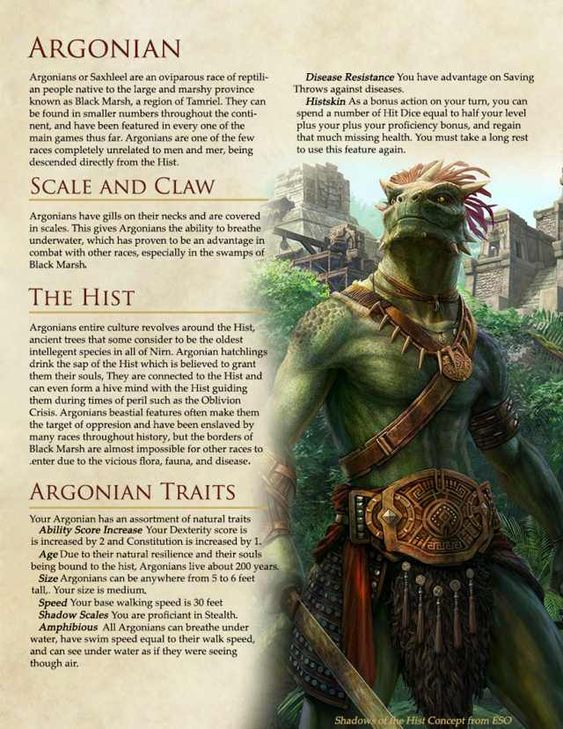 ARGONIAN
Argonians or Saxhleel are an oviparous race of reptili-
an people native to the large and marshy province
known as Black Marsh, a region of Tamriel. They can
be found in smaller numbers throughout the conti-
nent, and have been featured in every one of the
main games thus far. Argonians are one of the few
races completely unrelated to men and mer, being
descended directly from the Hist.
SCALE AND CLAW
Argonians have gills on their necks and are covered
in scales. This gives Argonians the ability to breathe
underwater, which has proven to be an advantage in
combat with other races, especially in the swamps of
Black Marsh.
THE HIST
Argonians entire culture revolves around the Hist,
ancient trees that some consider to be the oldest
intellegent species in all of Nirn. Argonian hatchlings
drink the sap of the Hist which is believed to grant
them their souls, They are connected to the Hist and
can even form a hive mind with the Hist guiding
them during times of peril such as the Oblivion
Crisis. Argonians beastial features often make them
the target of oppresion and have been enslaved by
many races throughout history, but the borders of
Black Marsh are almost impossible for other races to
.enter due to the vicious flora, fauna, and disease.
ARGONIAN TRAITS
Your Argonian has an assortment of natural traits
Ability Score Increase Your Dexterity score is
is increased by 2 and Constitution is increased by 1.
Age Due to their natural resilience and their souls
being bound to the hist, Argonians live about 200 years.
Size Argonians can be anywhere from 5 to 6 feet
tall,. Your size is medium.
Speed Your base walking speed is 30 feet
Shadow Scales You are proficiant in Stealth.
Amphibious All Argonians can breathe under
water, have swim speed equal to their walk speed,
and can see under water as if they were seeing
though air.
Disease Resistance You have advantage on Saving
Throws against diseases.
Histskin As a bonus action on your turn, you can
spend a number of Hit Dice equal to half your level
plus your plus your proficiency bonus, and regain
that much missing health. You must take a long rest
to use this feature again.
Shadows of the Hist Concept from ESO